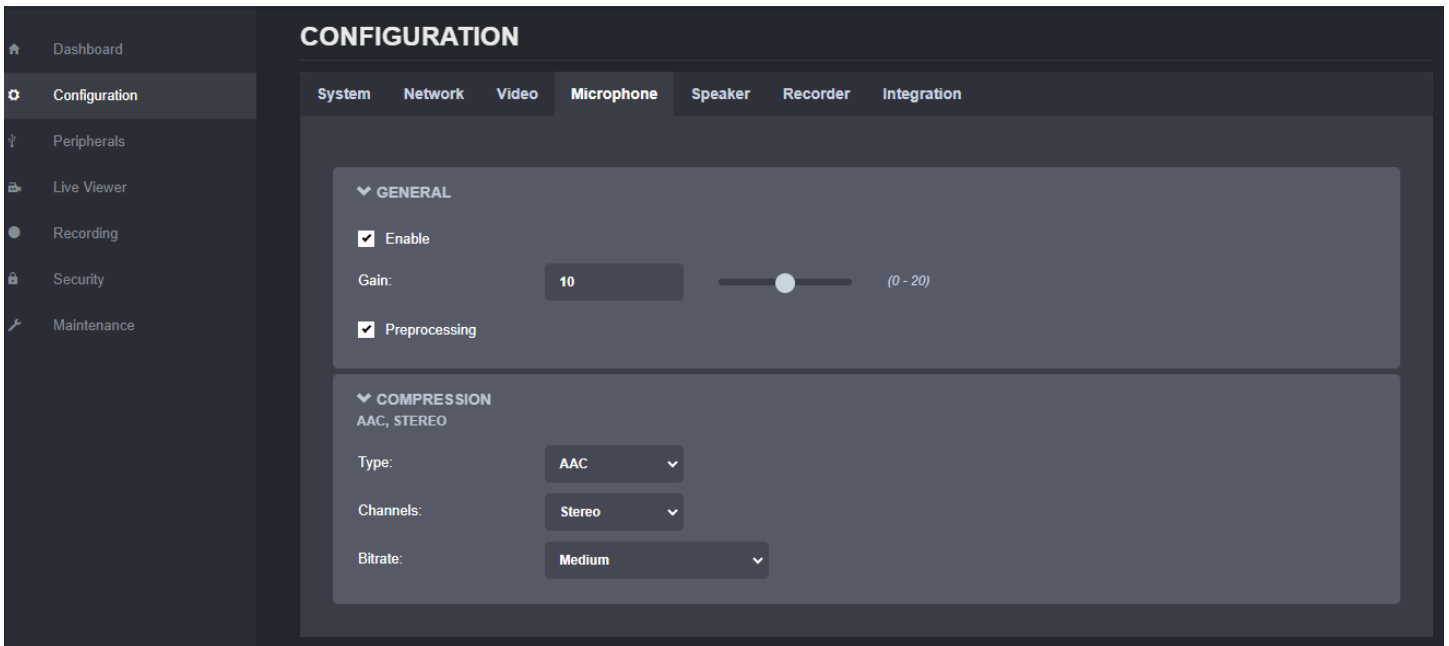 Dashboard
Configuration
Peripherals
Live Viewer
Recording
Security
Maintenance
CONFIGURATION
System Network Video Microphone Speaker Recorder Integration
GENERAL
Enable
Gain: 10 (0 - 20)
Preprocessing
COMPRESSION
AAC, STEREO
Type: AAC
Channels: Stereo
Bitrate: Medium